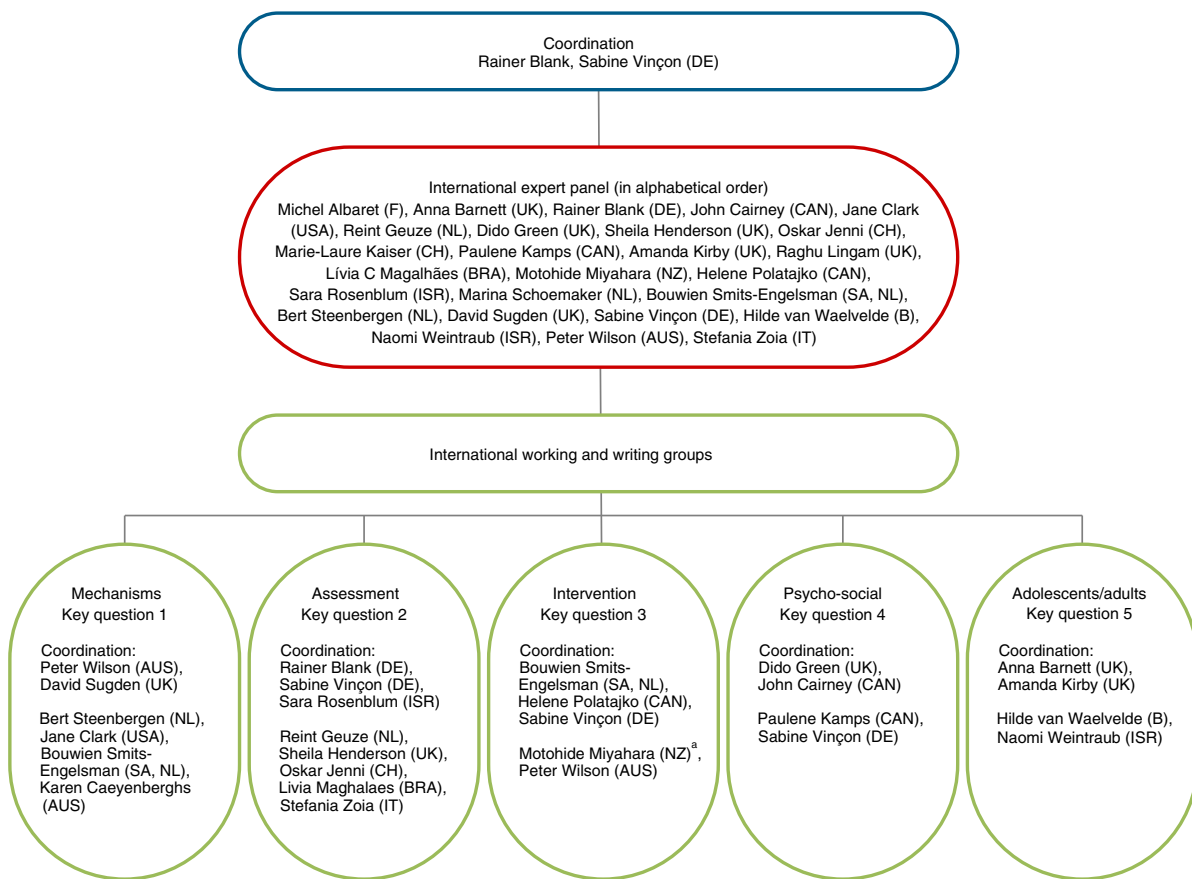 Coordination
Rainer Blank, Sabine Vinçon (DE)
International expert panel (in alphabetical order)
Michel Albaret (F), Anna Barnett (UK), Rainer Blank (DE), John Cairney (CAN), Jane Clark
(USA), Reint Geuze (NL), Dido Green (UK), Sheila Henderson (UK), Oskar Jenni (CH),
Marie-Laure Kaiser (CH), Paulene Kamps (CAN), Amanda Kirby (UK), Raghu Lingam (UK),
Lívia C Magalhães (BRA), Motohide Miyahara (NZ), Helene Polatajko (CAN),
Sara Rosenblum (ISR), Marina Schoemaker (NL), Bouwien Smits-Engelsman (SA, NL),
Bert Steenbergen (NL), David Sugden (UK), Sabine Vinçon (DE), Hilde van Waelvelde (B),
Naomi Weintraub (ISR), Peter Wilson (AUS), Stefania Zoia (IT)
International working and writing groups
Mechanisms
Key question 1
Coordination:
Peter Wilson (AUS),
David Sugden (UK)
Bert Steenbergen (NL),
Jane Clark (USA),
Bouwien Smits-
Engelsman (SA, NL),
Karen Caeyenberghs
(AUS)
Assessment
Key question 2
Coordination:
Rainer Blank (DE),
Sabine Vinçon (DE),
Sara Rosenblum (ISR)
Reint Geuze (NL),
Sheila Henderson (UK),
Oskar Jenni (CH),
Livia Maghalaes (BRA),
Stefania Zoia (IT)
Intervention
Key question 3
Coordination:
Bouwien Smits-
Engelsman (SA, NL),
Helene Polatajko (CAN),
Sabine Vinçon (DE)
Motohide Miyahara (NZ)a,
Peter Wilson (AUS)
Psycho-social
Key question 4
Coordination:
Dido Green (UK),
John Cairney (CAN)
Paulene Kamps (CAN),
Sabine Vinçon (DE)
Adolescents/adults
Key question 5
Coordination:
Anna Barnett (UK),
Amanda Kirby (UK)
Hilde van Waelvelde (B)
Naomi Weintraub (ISR)